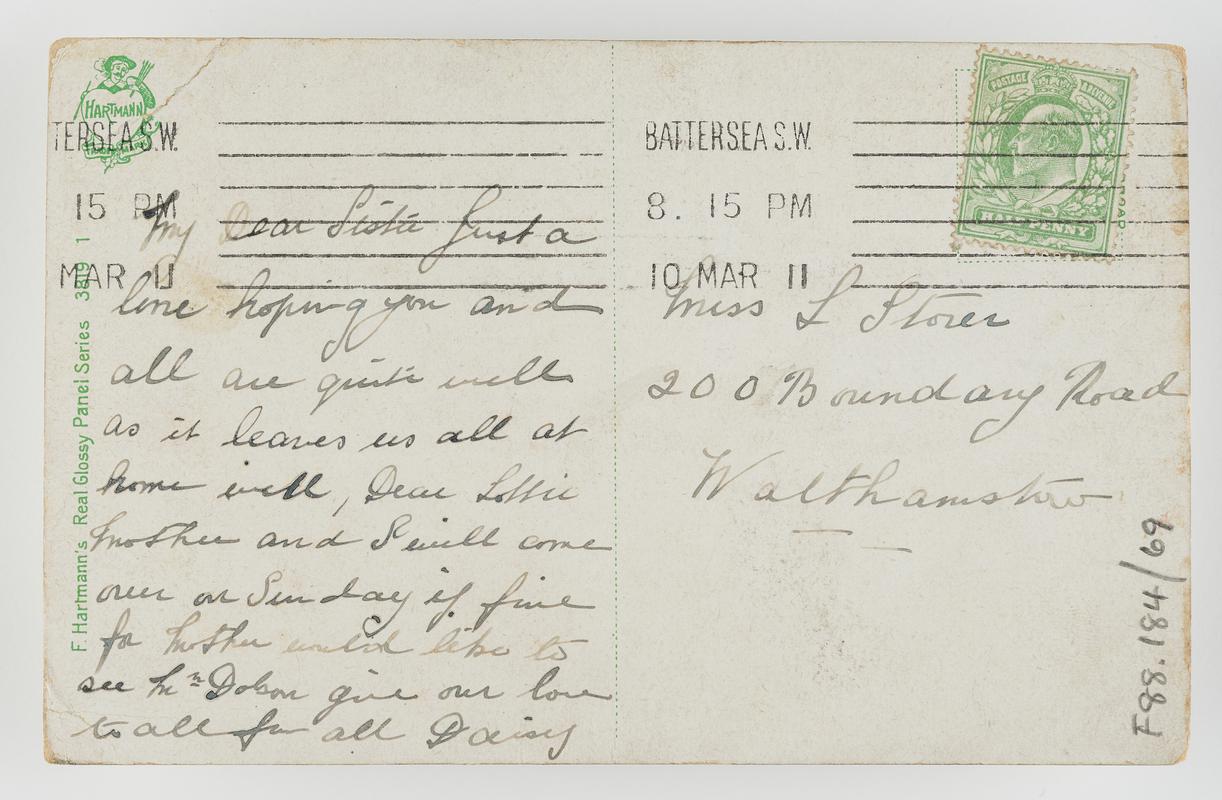 HARTMANN
TERSEA S.W.
15 PM
MAR 11
F. Hartmann's Real Glossy Panel Series 3819 1
My Dear Sister Just a
line hoping you and
all are quite well
as it leaves us all at
home well, Dear Lottie
Mother and I will come
over on Sunday if fine
for Mother would like to
see Mrs Dobson give our love
to all from all Daisy
BATTERSEA S.W.
8. 15 PM
10 MAR 11
POSTAGE REVENUE
HALFPENNY
Miss L Storer
200 Boundary Road
Walthamstow
F88.184/69